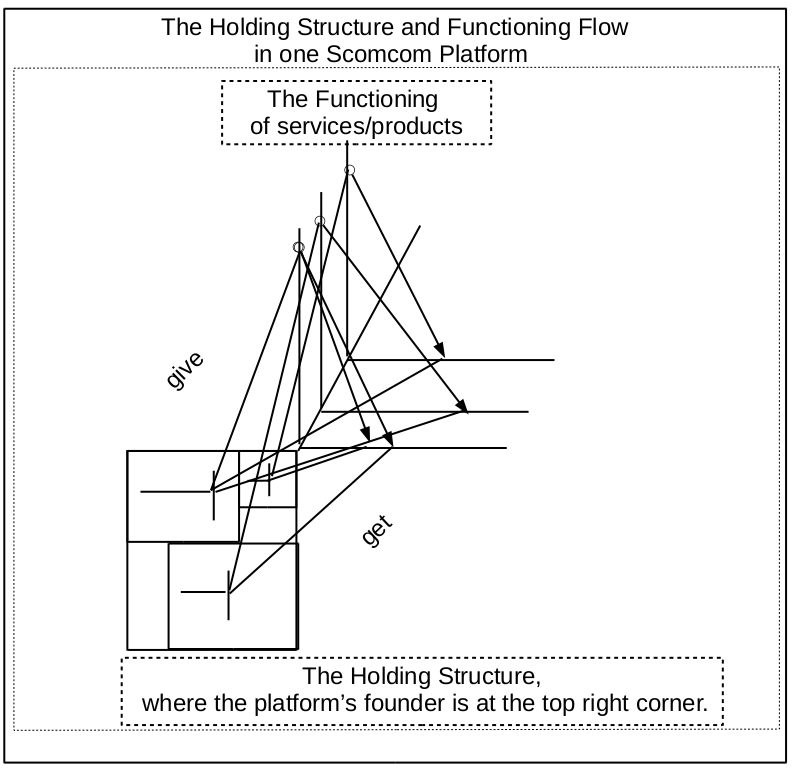 The Holding Structure and Functioning Flow
in one Scomcom Platform
The Functioning
of services/products
give
get
The Holding Structure,
where the platform’s founder is at the top right corner.